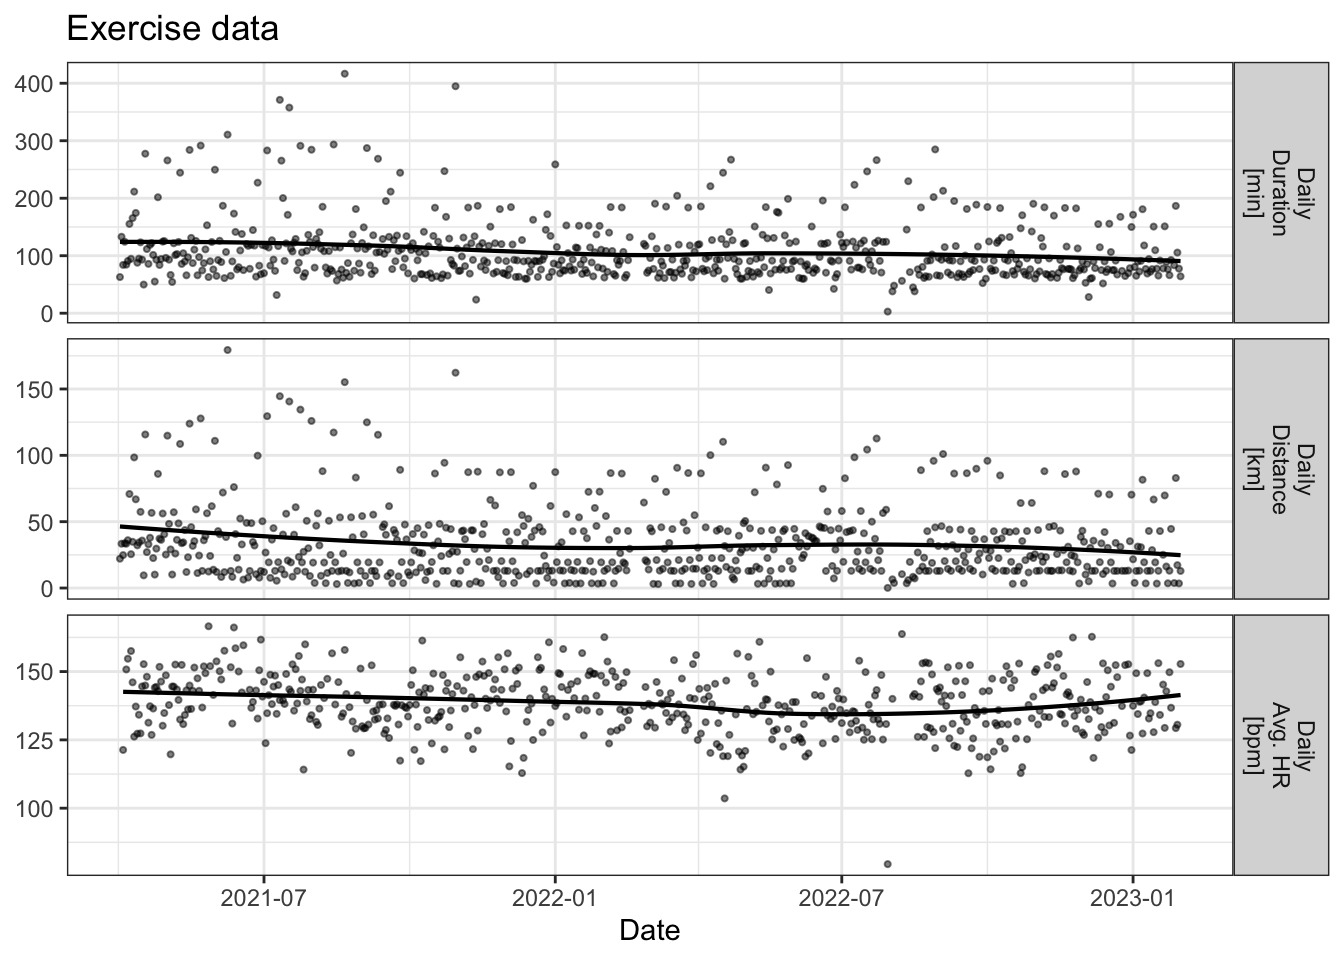 Exercise data
400
300
200
100
0
Daily
Duration
[min]
150
100
50
0
Daily
Distance
[km]
150
125
100
Daily
Avg. HR
[bpm]
2021-07
2022-01
2022-07
2023-01
Date